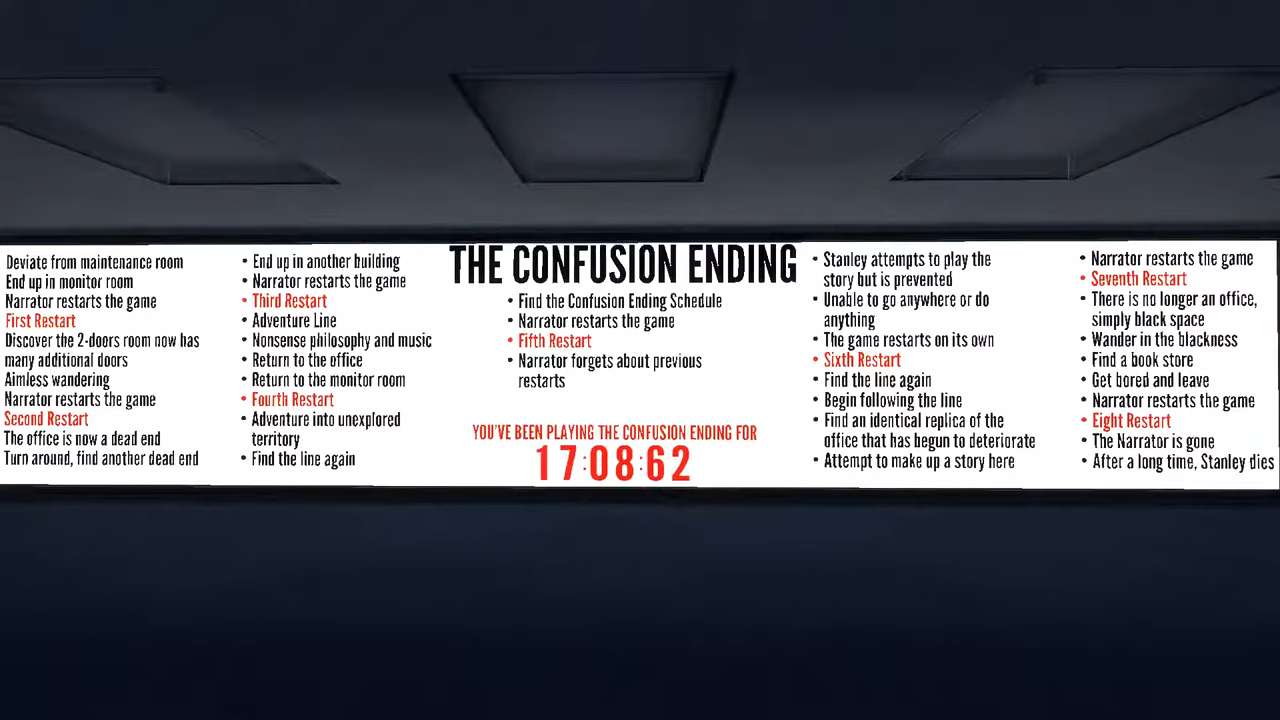 Deviate from maintenance room
End up in monitor room
Narrator restarts the game
First Restart
Discover the 2-doors room now has
many additional doors
Aimless wandering
Narrator restarts the game
Second Restart
The office is now a dead end
Turn around, find another dead end
• End up in another building
• Narrator restarts the game
• Third Restart
• Adventure Line
• Nonsense philosophy and music
• Return to the office
• Return to the monitor room
• Fourth Restart
• Adventure into unexplored
territory
• Find the line again
THE CONFUSION ENDING
• Find the Confusion Ending Schedule
• Narrator restarts the game
• Fifth Restart
• Narrator forgets about previous
restarts
YOU'VE BEEN PLAYING THE CONFUSION ENDING FOR
17:08:62
• Stanley attempts to play the
story but is prevented
• Unable to go anywhere or do
anything
• The game restarts on its own
• Sixth Restart
• Find the line again
• Begin following the line
• Find an identical replica of the
office that has begun to deteriorate
• Attempt to make up a story here
• Narrator restarts the game
• Seventh Restart
• There is no longer an office,
simply black space
• Wander in the blackness
• Find a book store
• Get bored and leave
• Narrator restarts the game
• Eight Restart
• The Narrator is gone
• After a long time, Stanley dies